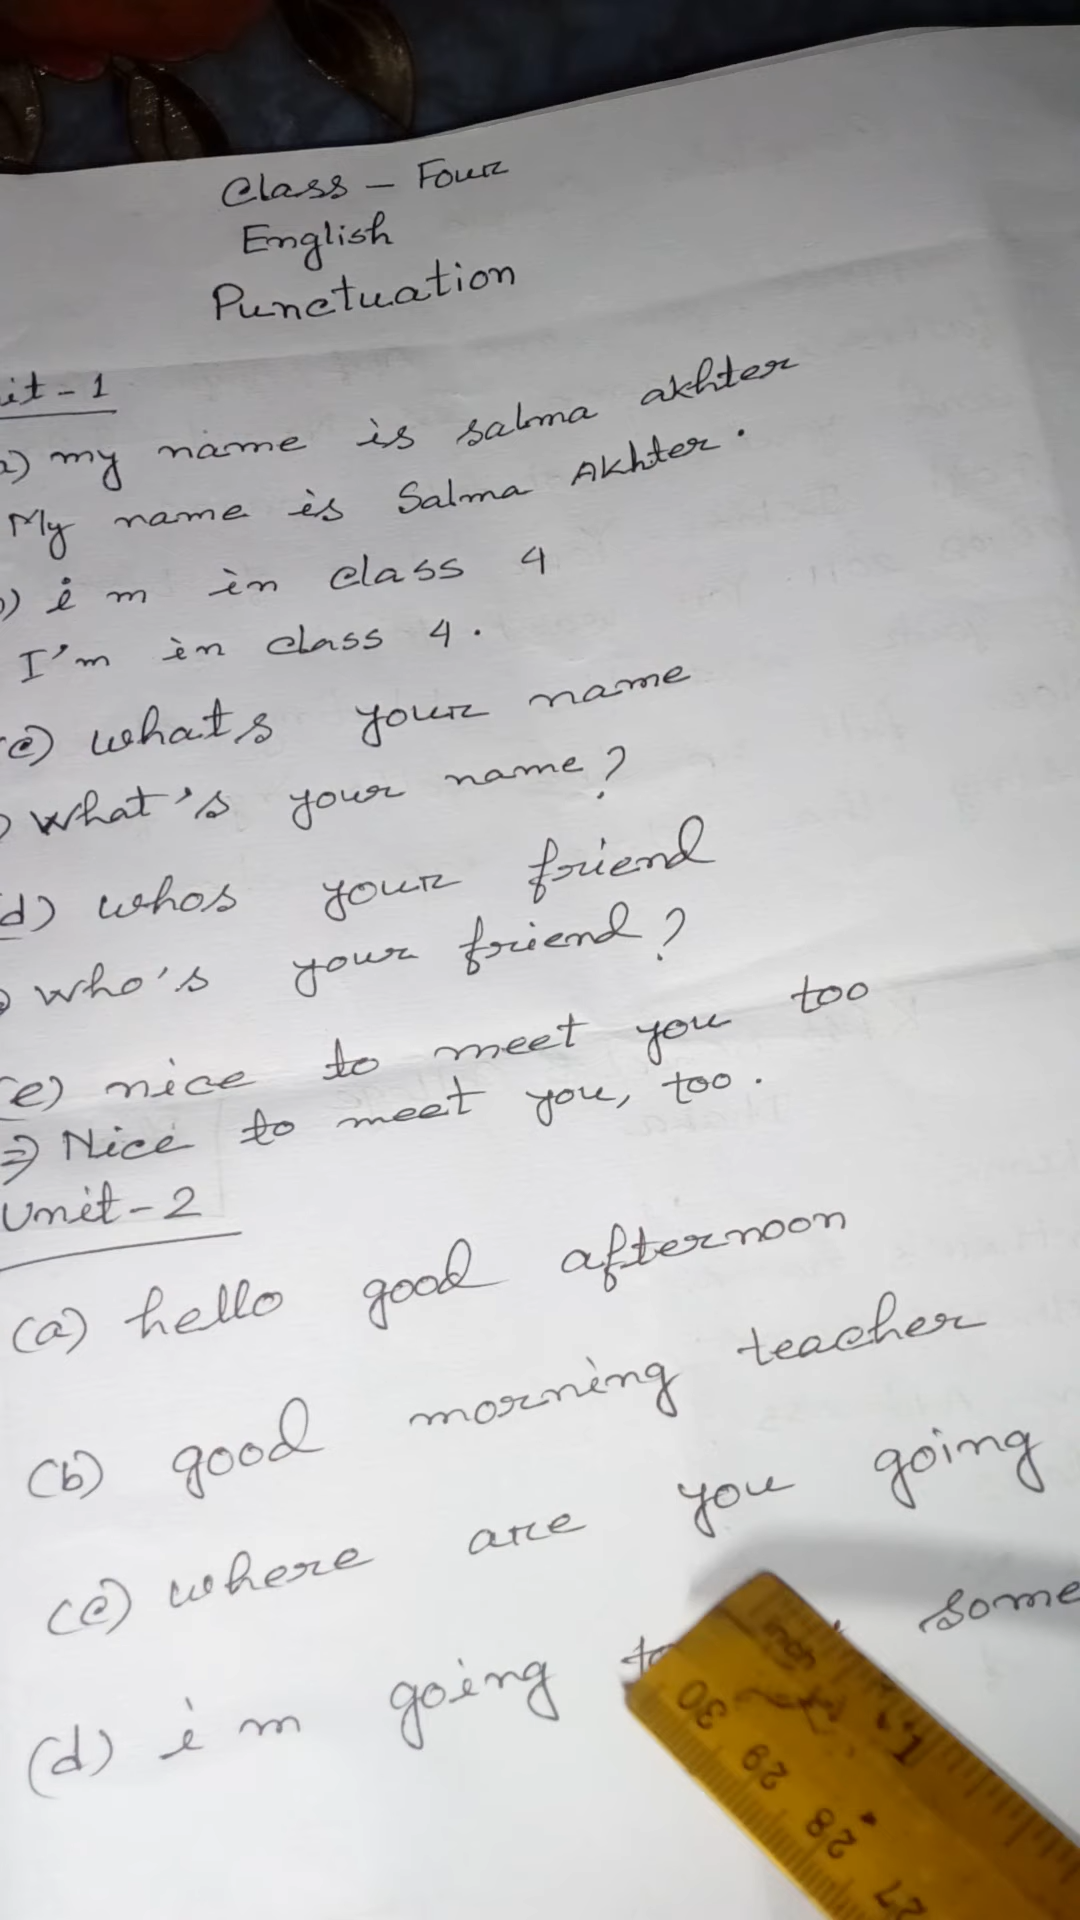 Class - Four
English
Punctuation
it - 1
a) my name is salma akhter
My name is Salma Akhter.
) i m in class 4
I'm in class 4.
c) whats your name
What's your name?
d) whos your friend
Who's your friend?
(e) nice to meet you too
⇒ Nice to meet you, too.
Unit - 2
(a) hello good afternoon
(b) good morning teacher
(c) where are you going
(d) i m going to some
inch
30 29 28 27